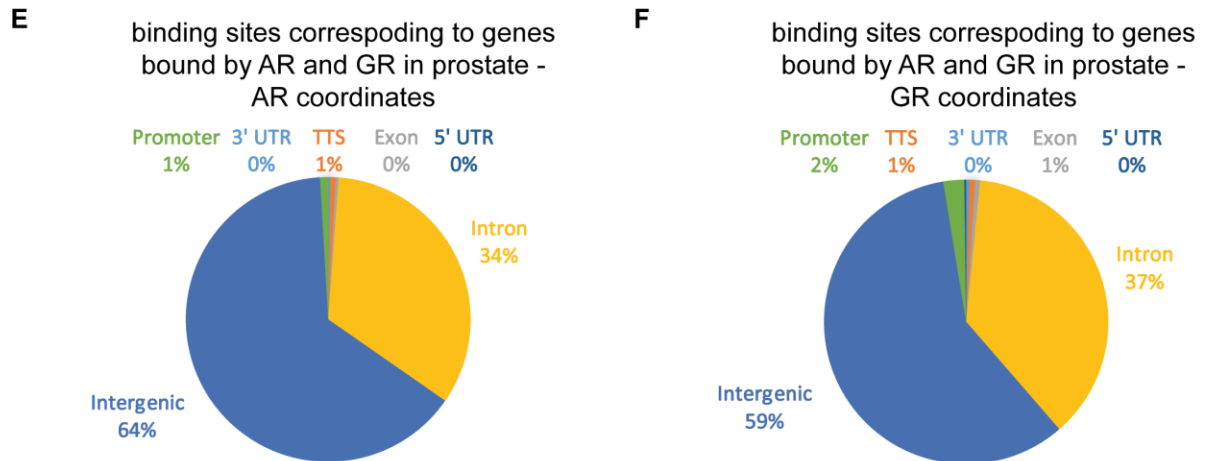 E
binding sites correspoding to genes
bound by AR and GR in prostate -
AR coordinates
Promoter 3' UTR TTS Exon 5' UTR
1% 0% 1% 0% 0%
Intron
34%
Intergenic
64%
F
binding sites correspoding to genes
bound by AR and GR in prostate -
GR coordinates
Promoter TTS 3' UTR Exon 5' UTR
2% 1% 0% 1% 0%
Intron
37%
Intergenic
59%